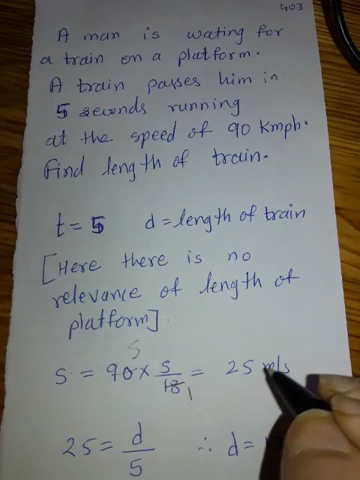 403
A man is wating for
a train on a platform.
A train passes him in
5 seconds running
at the speed of 90 Kmph.
Find length of train.
t = 5 d = length of train
[Here there is no
relevance of length of
platform].
5
S = 90 × 5/18 = 25 m/s
1
25 = d/5 ∴ d =